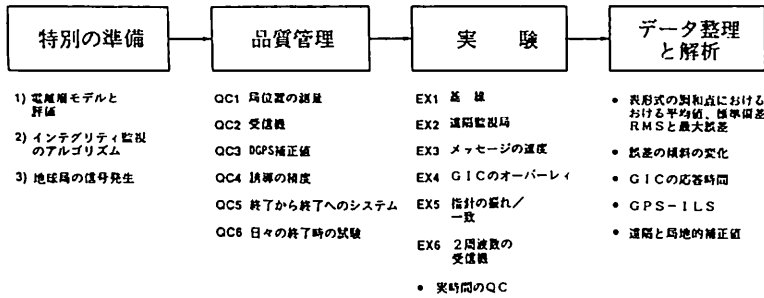 特別の準備
品質管理
実　験
データ整理
と解析
1) 電離層モデルと
評価
2) インテグリティ監視
のアルゴリズム
3) 地球局の信号発生
QC1 局位置の測量
QC2 受信機
QC3 DGPS補正値
QC4 誘導の精度
QC5 終了から終了へのシステム
QC6 日々の終了時の試験
EX1 基 線
EX2 遠隔監視局
EX3 メッセージの速度
EX4 GICのオーバーレィ
EX5 指針の振れ/
一致
EX6 2周波数の
受信機
• 実時間のQC
• 表形式の対和点における
おける平均値、標準偏差
RMSと最大誤差
• 誤差の傾斜の変化
• GICの応答時間
• GPS-ILS
• 遠隔と局地的補正値